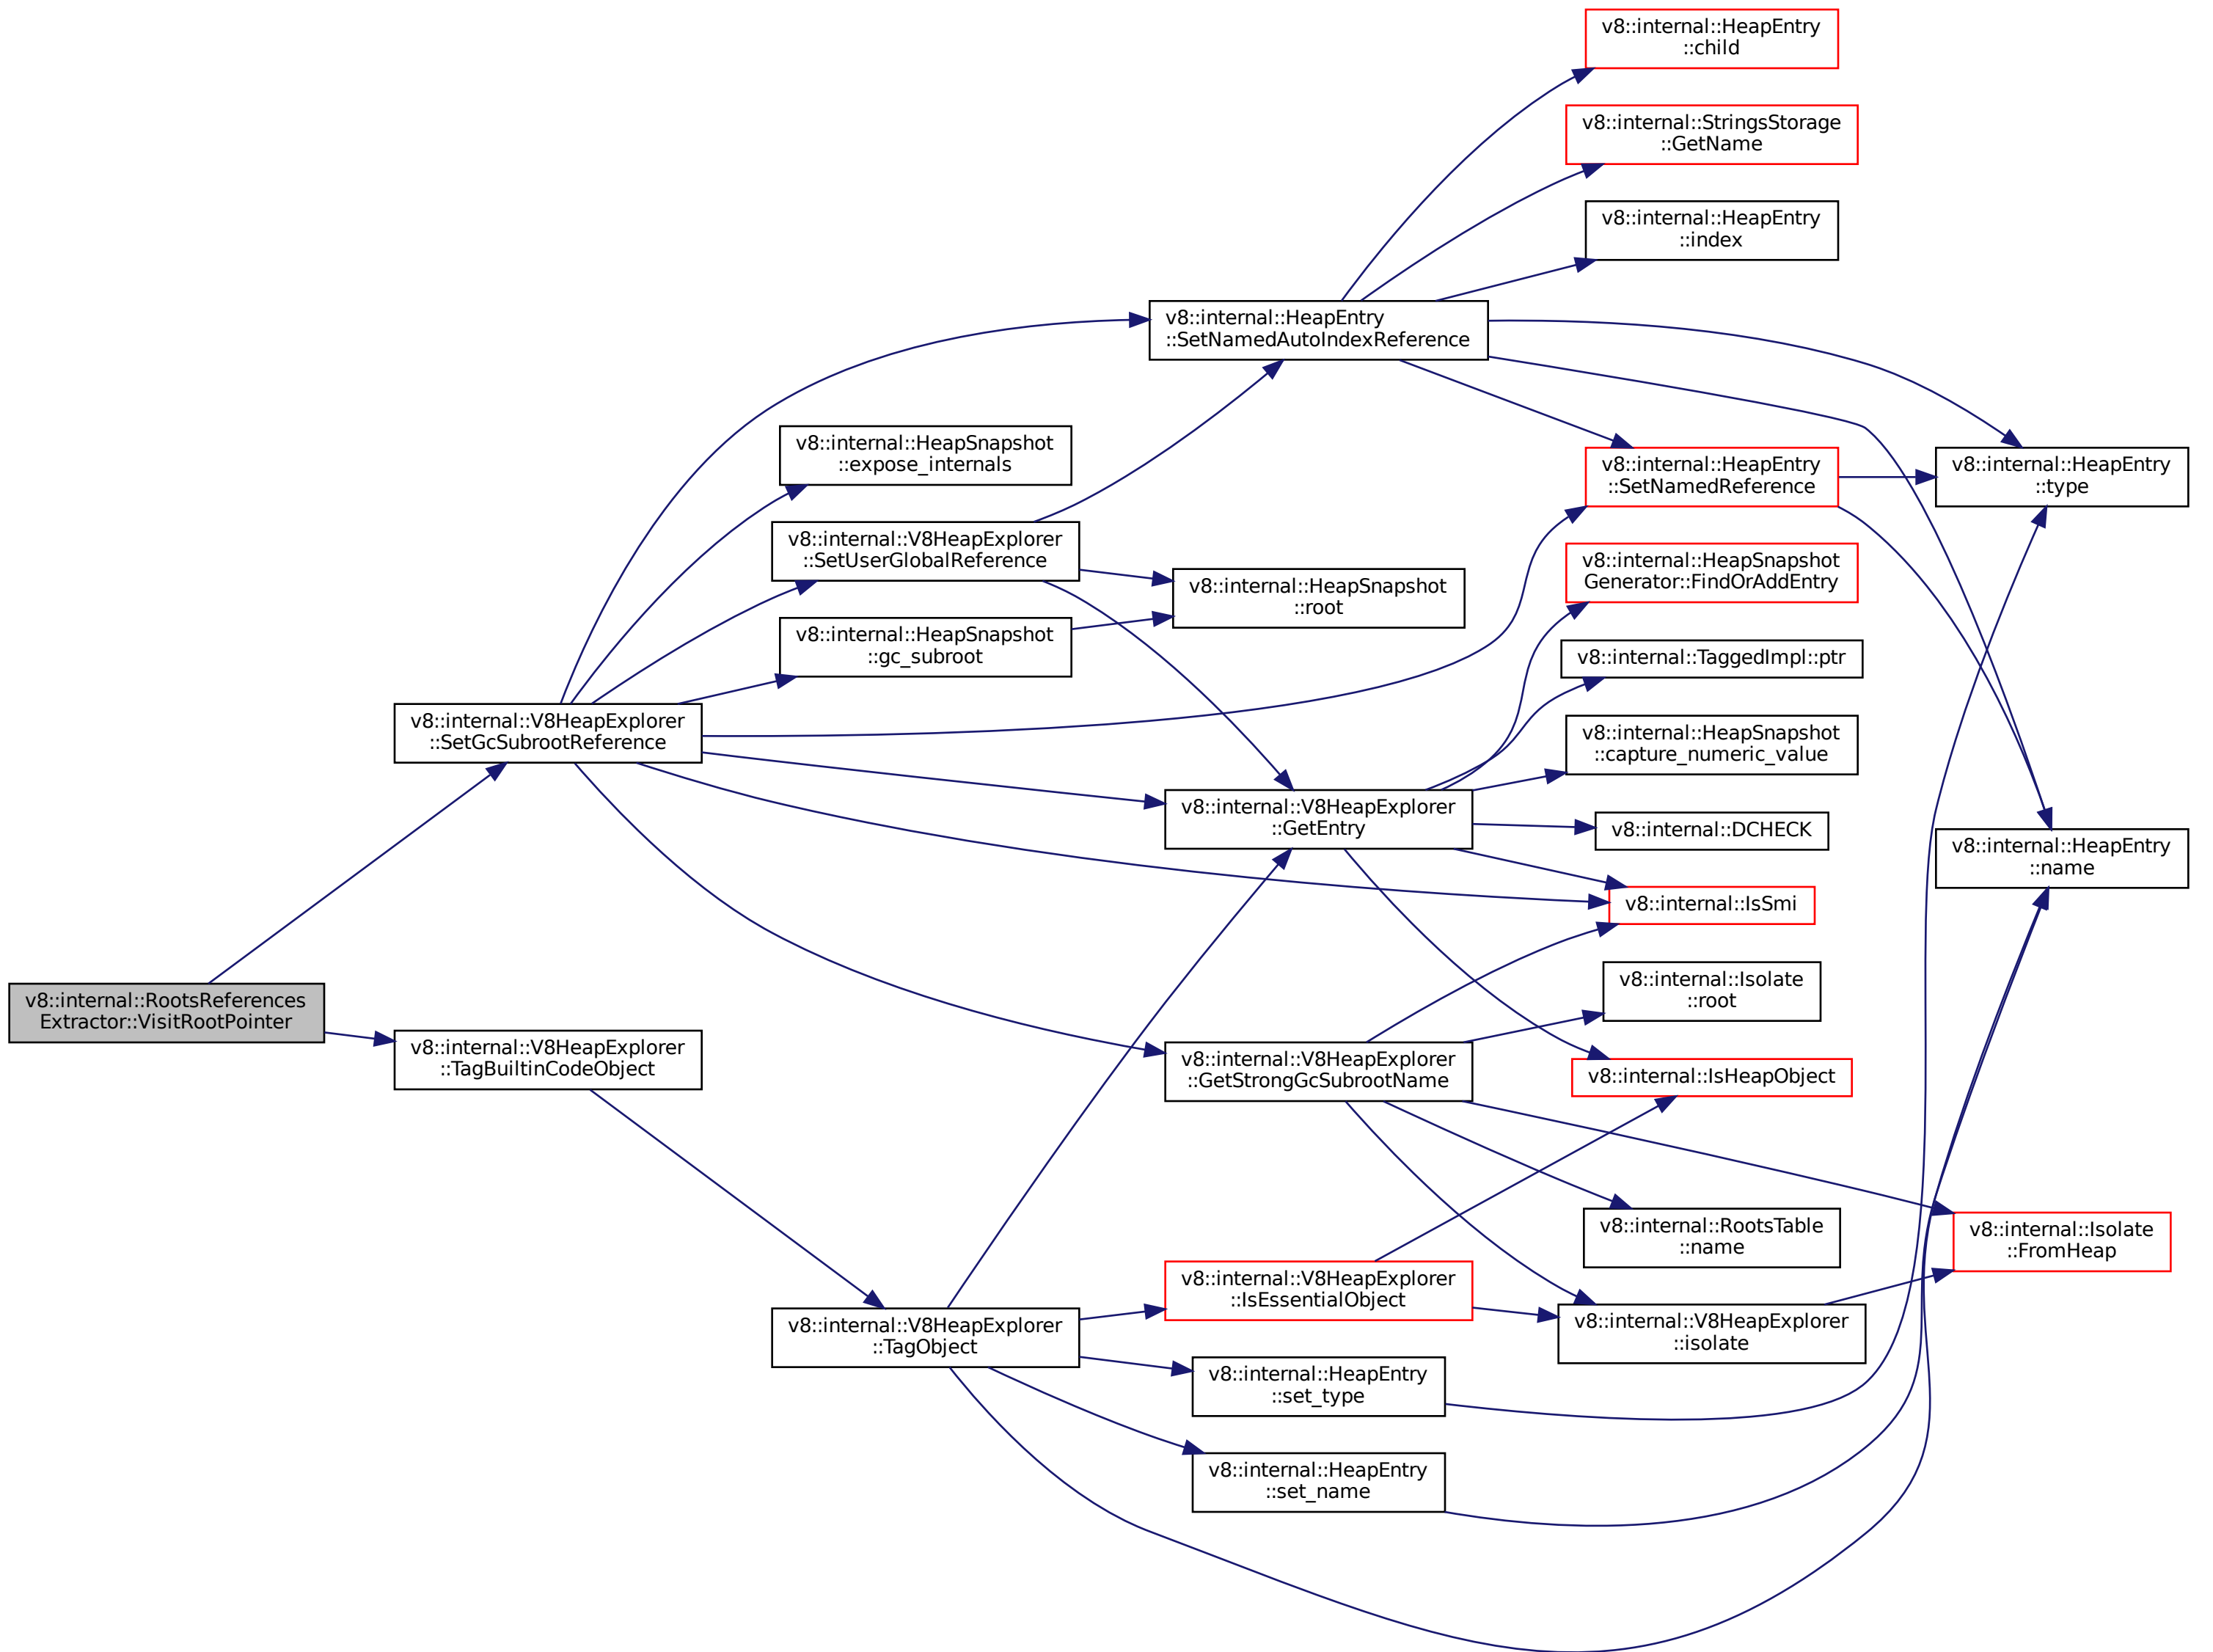 v8::internal::HeapEntry
::child
v8::internal::StringsStorage
::GetName
v8::internal::HeapEntry
::index
v8::internal::HeapEntry
::SetNamedAutoIndexReference
v8::internal::HeapSnapshot
::expose_internals
v8::internal::HeapEntry
::SetNamedReference
v8::internal::HeapEntry
::type
v8::internal::V8HeapExplorer
::SetUserGlobalReference
v8::internal::HeapSnapshot
Generator::FindOrAddEntry
v8::internal::HeapSnapshot
::root
v8::internal::HeapSnapshot
::gc_subroot
v8::internal::TaggedImpl::ptr
v8::internal::V8HeapExplorer
::SetGcSubrootReference
v8::internal::HeapSnapshot
::capture_numeric_value
v8::internal::V8HeapExplorer
::GetEntry
v8::internal::DCHECK
v8::internal::HeapEntry
::name
v8::internal::IsSmi
v8::internal::Isolate
::root
v8::internal::RootsReferences
Extractor::VisitRootPointer
v8::internal::V8HeapExplorer
::TagBuiltinCodeObject
v8::internal::V8HeapExplorer
::GetStrongGcSubrootName
v8::internal::IsHeapObject
v8::internal::RootsTable
::name
v8::internal::Isolate
::FromHeap
v8::internal::V8HeapExplorer
::IsEssentialObject
v8::internal::V8HeapExplorer
::TagObject
v8::internal::V8HeapExplorer
::isolate
v8::internal::HeapEntry
::set_type
v8::internal::HeapEntry
::set_name